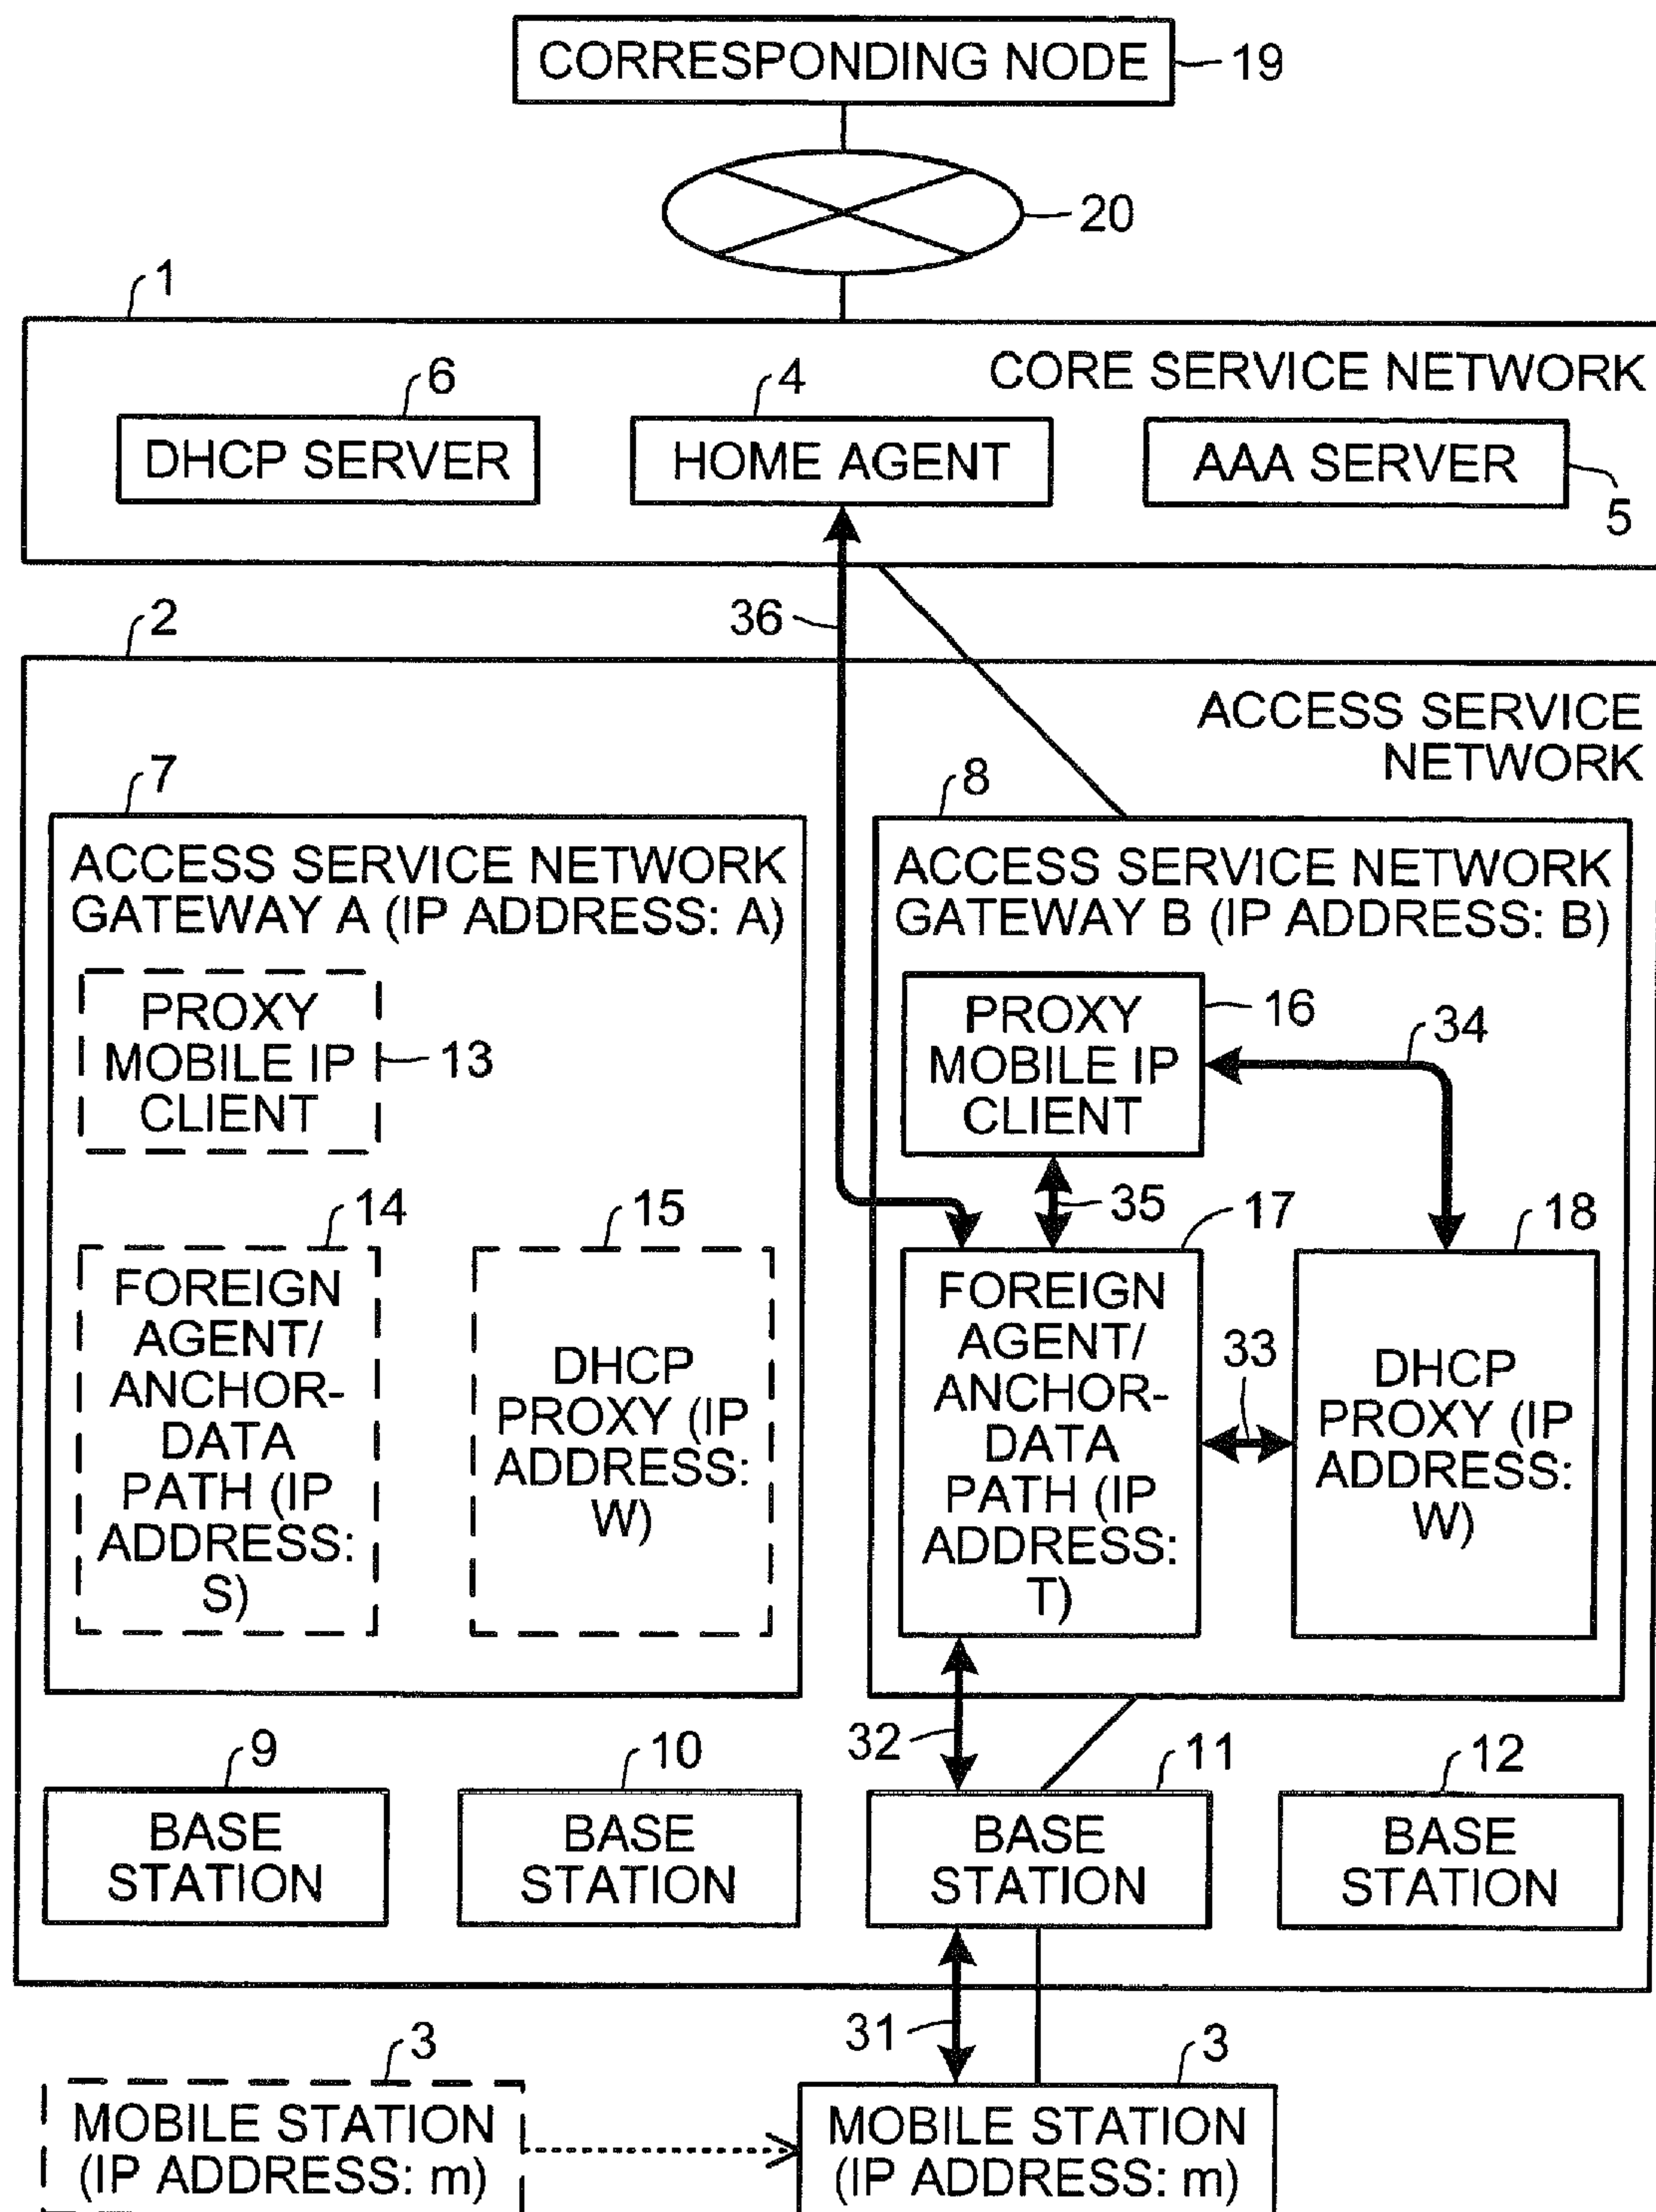 CORRESPONDING NODE
19
20
1
CORE SERVICE NETWORK
6
4
DHCP SERVER
HOME AGENT
AAA SERVER
5
36
2
ACCESS SERVICE
NETWORK
7
8
ACCESS SERVICE NETWORK
GATEWAY A (IP ADDRESS: A)
ACCESS SERVICE NETWORK
GATEWAY B (IP ADDRESS: B)
PROXY
MOBILE IP
CLIENT
13
PROXY
MOBILE IP
CLIENT
16
34
14
15
35
17
18
FOREIGN
AGENT/
ANCHOR-
DATA
PATH (IP
ADDRESS:
S)
DHCP
PROXY (IP
ADDRESS:
W)
FOREIGN
AGENT/
ANCHOR-
DATA
PATH (IP
ADDRESS:
T)
33
DHCP
PROXY (IP
ADDRESS:
W)
32
9
10
11
12
BASE
STATION
BASE
STATION
BASE
STATION
BASE
STATION
31
3
3
MOBILE STATION
(IP ADDRESS: m)
MOBILE STATION
(IP ADDRESS: m)